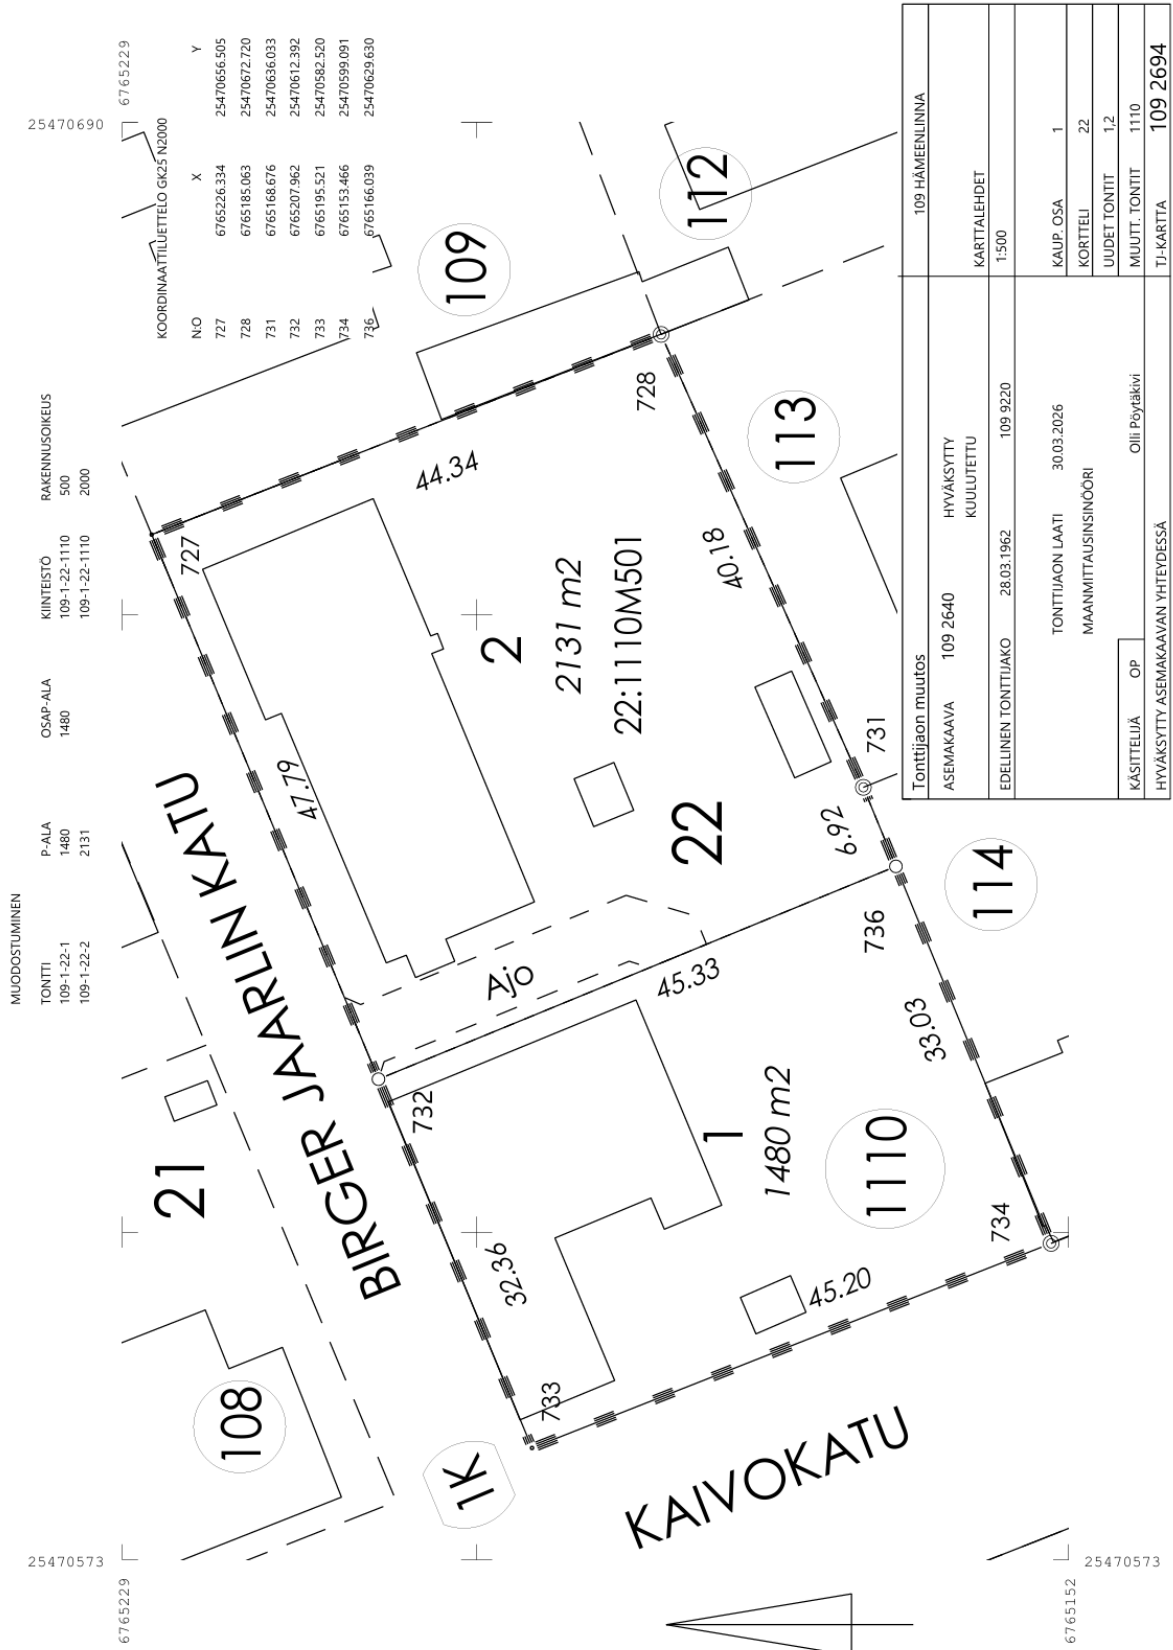 MUODOSTUMINEN
TONTTI P-ALA OSAP-ALA KIINTEISTÖ RAKENNUSOIKEUS
109-1-22-1 1480 1480 109-1-22-1110 500
109-1-22-2 2131 109-1-22-1110 2000
25470573
25470690
6765229
6765229
KOORDINAATTILUETTELO GK25 N2000
N:O X Y
727 6765226.334 25470656.505
728 6765185.063 25470672.720
731 6765168.676 25470636.033
732 6765207.962 25470612.392
733 6765195.521 25470582.520
734 6765153.466 25470599.091
736 6765166.039 25470629.630
21
108
BIRGER JAARLIN KATU
109
112
1K
727
47.79
44.34
732
32.36
733
Ajo
2
2131 m2
22:1110M501
22
728
40.18
113
45.33
1
1480 m2
1110
45.20
731
6.92
736
33.03
734
114
KAIVOKATU
6765152
25470573
Tonttijaon muutos 109 HÄMEENLINNA
ASEMAKAAVA 109 2640 HYVÄKSYTTY
KUULUTETTU KARTTALEHDET
EDELLINEN TONTTIJAKO 28.03.1962 109 9220 1:500
TONTTIJAON LAATI 30.03.2026 KAUP. OSA 1
MAANMITTAUSINSINÖÖRI KORTTELI 22
UUDET TONTIT 1,2
KÄSITTELIJÄ OP Olli Pöytäkivi MUUTT. TONTIT 1110
HYVÄKSYTTY ASEMAKAAVAN YHTEYDESSÄ TJ-KARTTA 109 2694